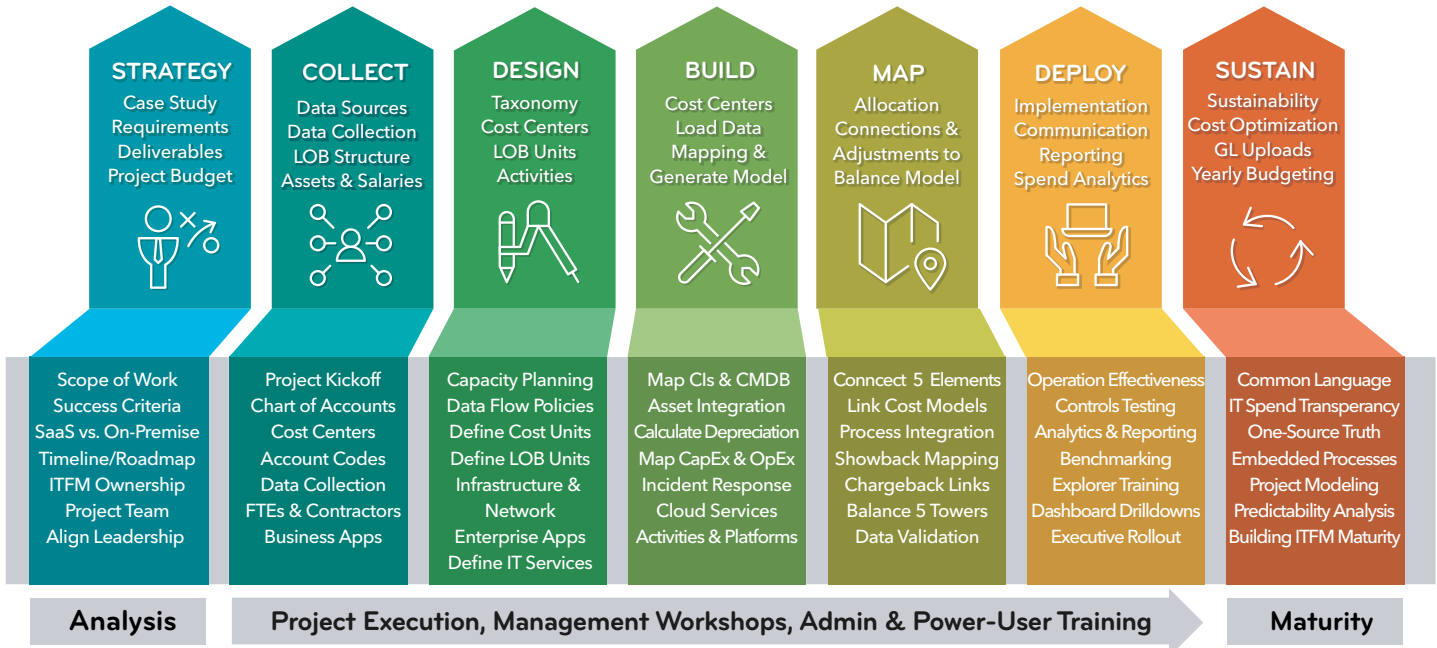 STRATEGY
Case Study
Requirements
Deliverables
Project Budget
COLLECT
Data Sources
Data Collection
LOB Structure
Assets & Salaries
DESIGN
Taxonomy
Cost Centers
LOB Units
Activities
BUILD
Cost Centers
Load Data
Mapping &
Generate Model
MAP
Allocation
Connections &
Adjustments to
Balance Model
DEPLOY
Implementation
Communication
Reporting
Spend Analytics
SUSTAIN
Sustainability
Cost Optimization
GL Uploads
Yearly Budgeting
Scope of Work
Success Criteria
SaaS vs. On-Premise
Timeline/Roadmap
ITFM Ownership
Project Team
Align Leadership
Project Kickoff
Chart of Accounts
Cost Centers
Account Codes
Data Collection
FTEs & Contractors
Business Apps
Capacity Planning
Data Flow Policies
Define Cost Units
Define LOB Units
Infrastructure &
Network
Enterprise Apps
Define IT Services
Map CIs & CMDB
Asset Integration
Calculate Depreciation
Map CapEx & OpEx
Incident Response
Cloud Services
Activities & Platforms
Conncect 5 Elements
Link Cost Models
Process Integration
Showback Mapping
Chargeback Links
Balance 5 Towers
Data Validation
Operation Effectiveness
Controls Testing
Analytics & Reporting
Benchmarking
Explorer Training
Dashboard Drilldowns
Executive Rollout
Common Language
IT Spend Transperancy
One-Source Truth
Embedded Processes
Project Modeling
Predictability Analysis
Building ITFM Maturity
Analysis
Project Execution, Management Workshops, Admin & Power-User Training
Maturity